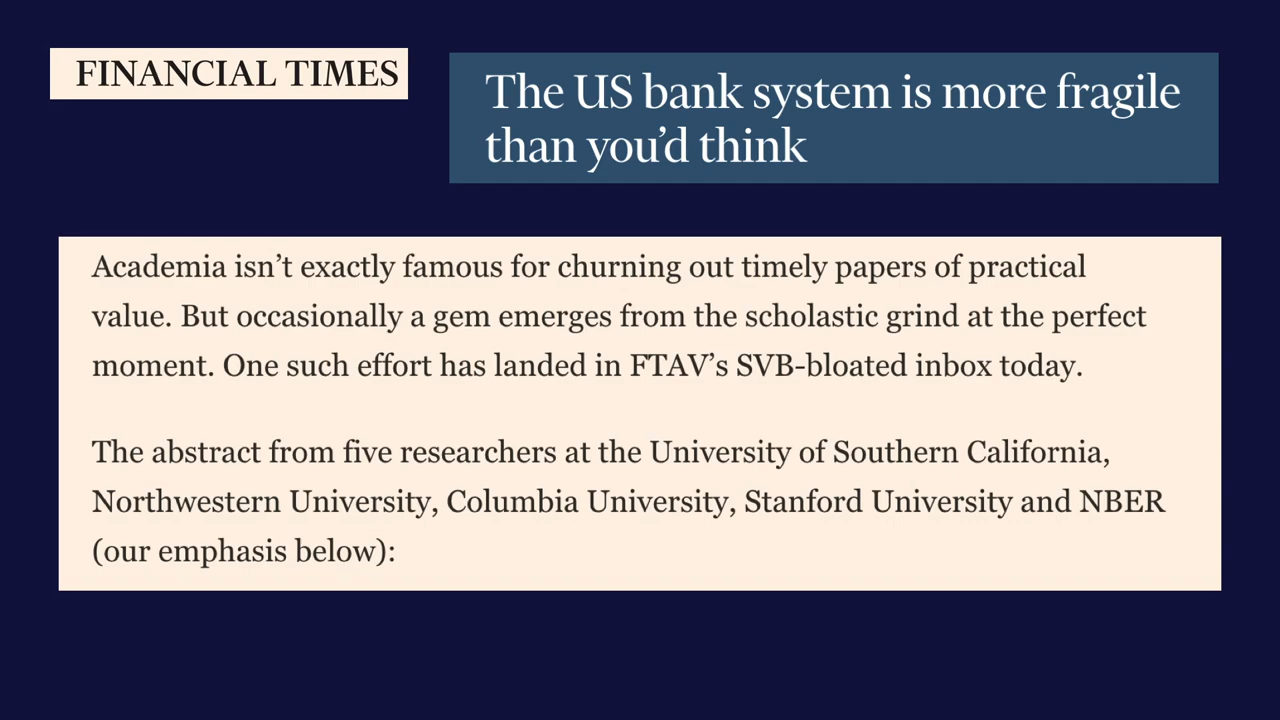 FINANCIAL TIMES
The US bank system is more fragile
than you’d think
Academia isn’t exactly famous for churning out timely papers of practical
value. But occasionally a gem emerges from the scholastic grind at the perfect
moment. One such effort has landed in FTAV’s SVB-bloated inbox today.
The abstract from five researchers at the University of Southern California,
Northwestern University, Columbia University, Stanford University and NBER
(our emphasis below):